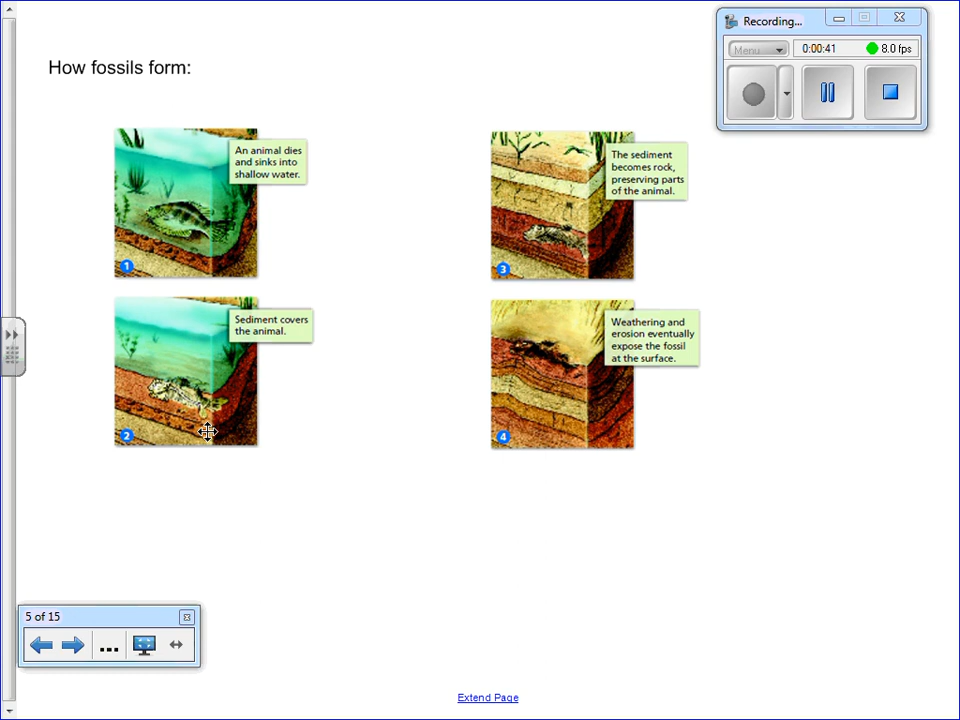 How fossils form:
An animal dies
and sinks into
shallow water.
1
Sediment covers
the animal.
2
The sediment
becomes rock,
preserving parts
of the animal.
3
Weathering and
erosion eventually
expose the fossil
at the surface.
4
Recording...
Menu
0:00:41
8.0 fps
5 of 15
...
Extend Page